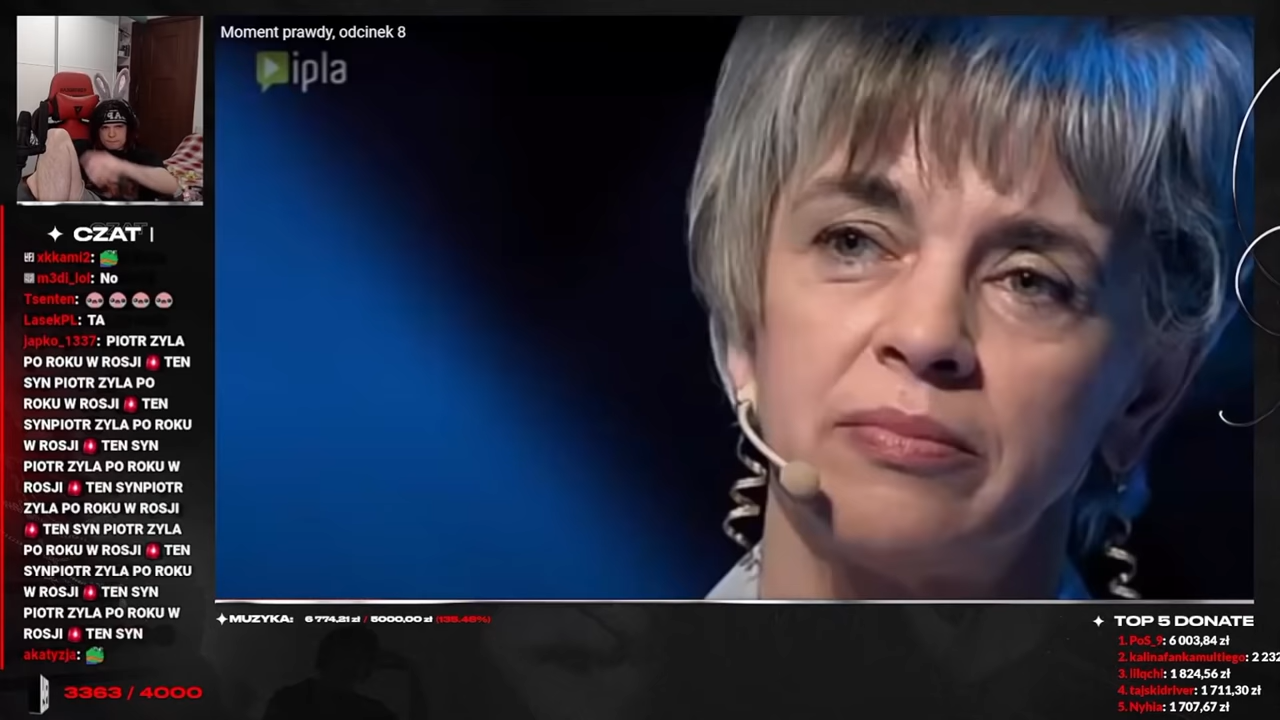 Moment prawdy, odcinek 8
ipla
CZAT
xkkami2:
m3di_lol: No
Tsenten:
LasekPL: TA
japko_1337: PIOTR ZYLA
PO ROKU W ROSJI TEN
SYN PIOTR ZYLA PO
ROKU W ROSJI TEN
SYNPIOTR ZYLA PO ROKU
W ROSJI TEN SYN
PIOTR ZYLA PO ROKU W
ROSJI TEN SYNPIOTR
ZYLA PO ROKU W ROSJI
TEN SYN PIOTR ZYLA
PO ROKU W ROSJI TEN
SYNPIOTR ZYLA PO ROKU
W ROSJI TEN SYN
PIOTR ZYLA PO ROKU W
ROSJI TEN SYN
akatyzja:
3363 / 4000
MUZYKA: 6 774,21 zł / 5000,00 zł (135.48%)
TOP 5 DONATE
1. PoS_9: 6 003,84 zł
2. kalinafankamultiego: 2 232
3. lilqchi: 1 824,56 zł
4. tajskidriver: 1 711,30 zł
5. Nyhia: 1 707,67 zł